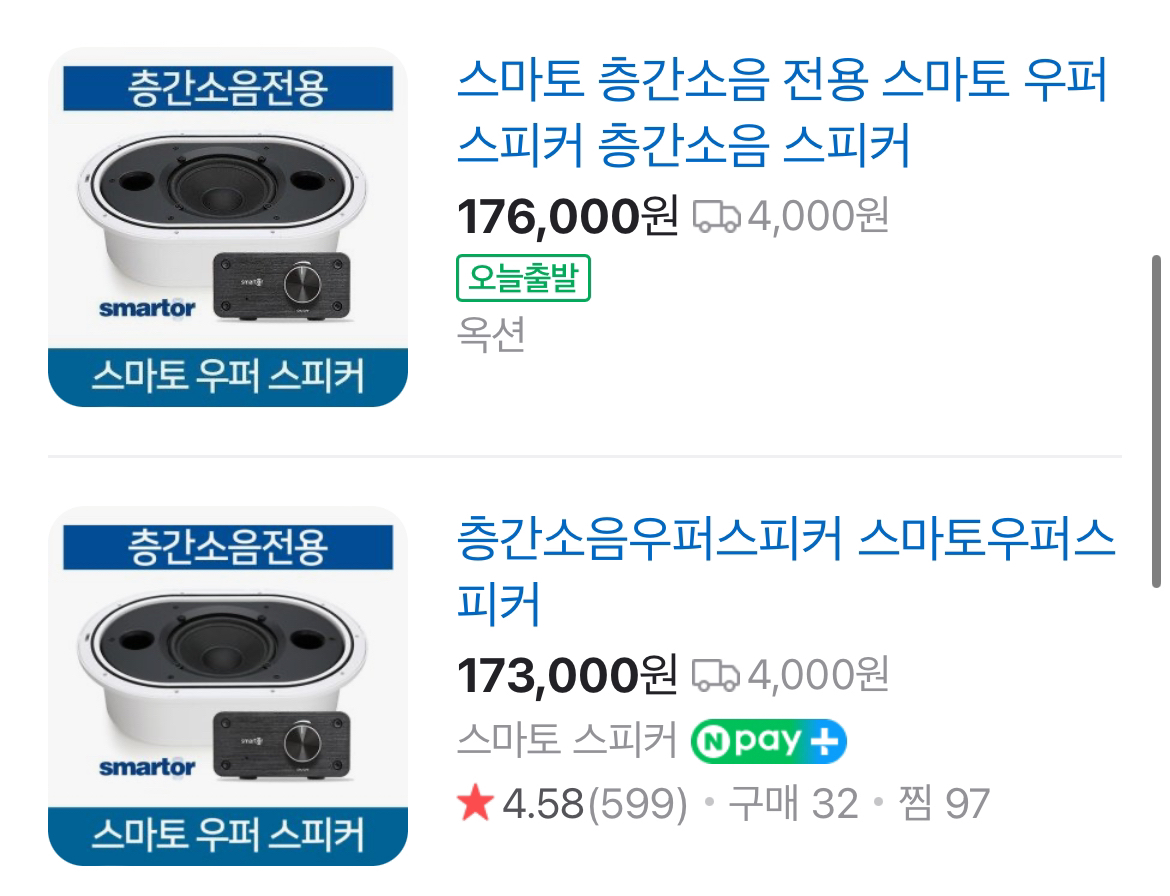 층간소음전용
smartor
smartor
스마토 우퍼 스피커
스마토 층간소음 전용 스마토 우퍼
스피커 층간소음 스피커
176,000원 4,000원
오늘출발
옥션
층간소음전용
smartor
smartor
스마토 우퍼 스피커
층간소음우퍼스피커 스마토우퍼스
피커
173,000원 4,000원
스마토 스피커 N pay +
4.58(599) • 구매 32 • 찜 97